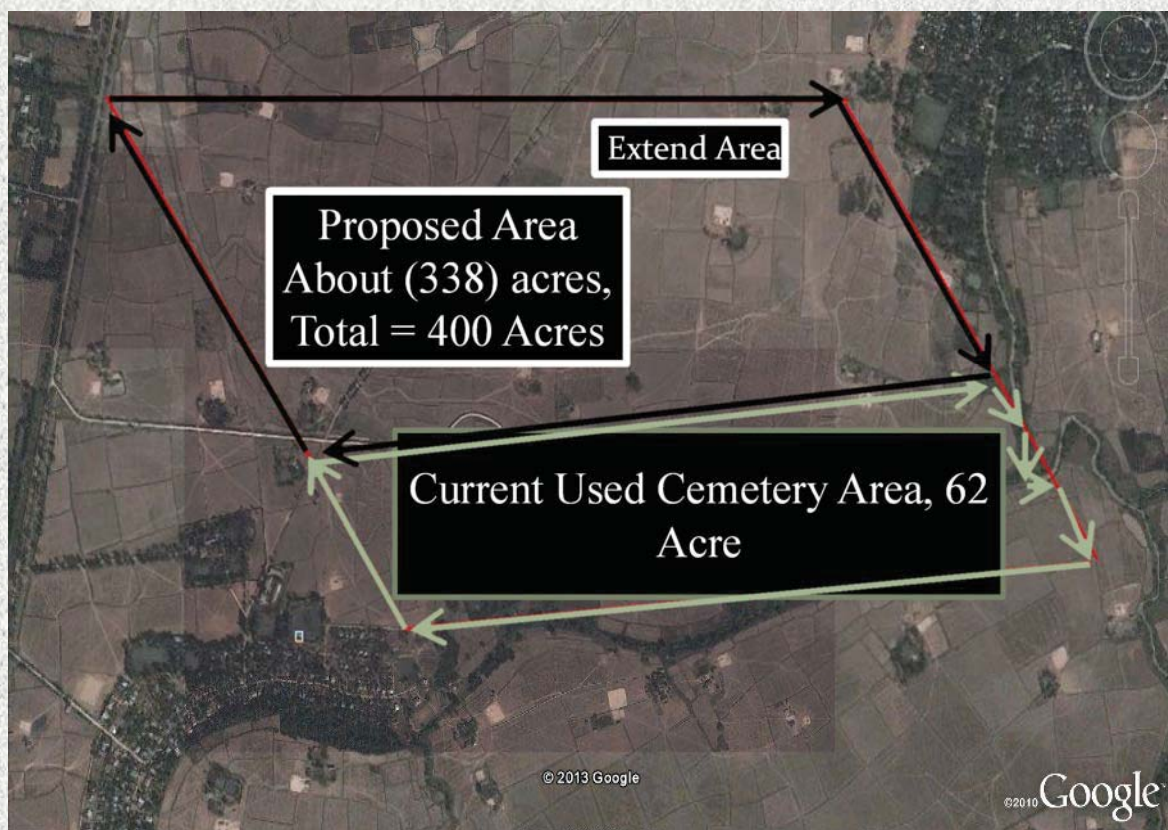 Extend Area
Proposed Area
About (338) acres,
Total = 400 Acres
Current Used Cemetery Area, 62
Acre
© 2013 Google
©2010 Google